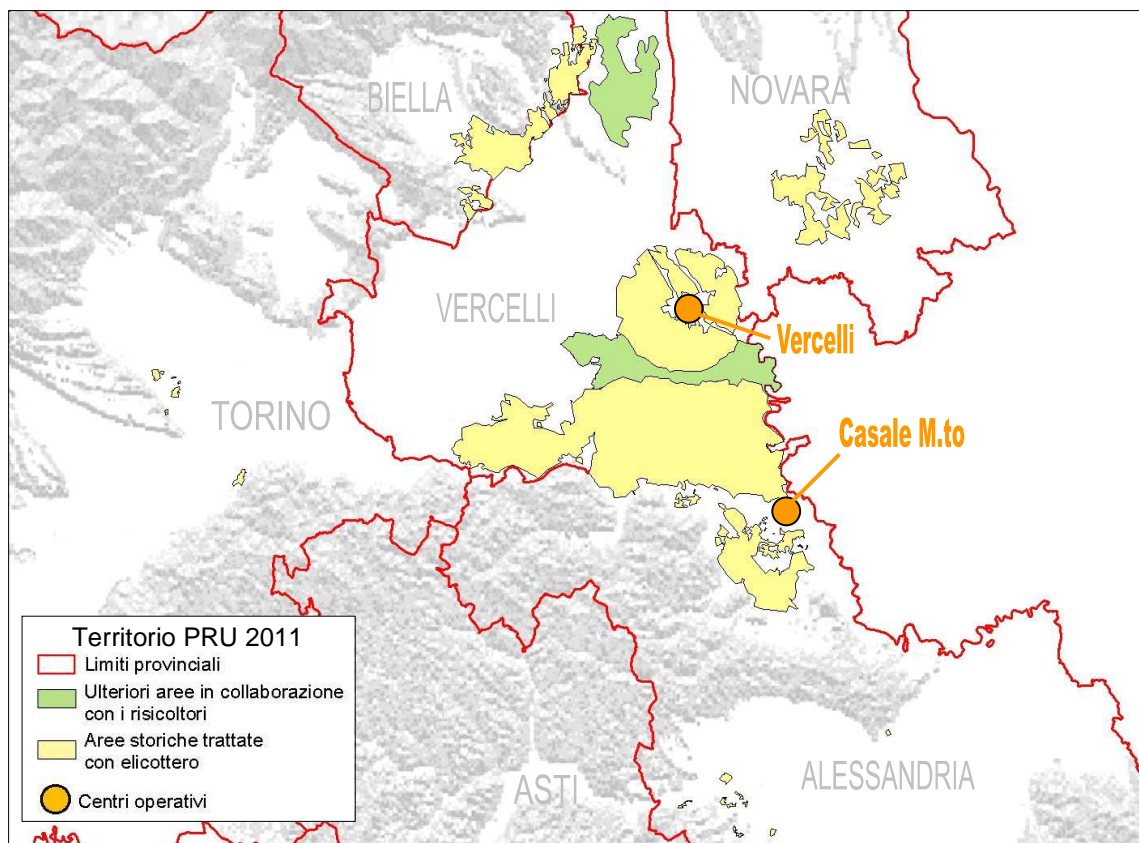 BIELLA
NOVARA
VERCELLI
Vercelli
TORINO
Casale M.to
Territorio PRU 2011
Limiti provinciali
Ulteriori aree in collaborazione
con i risicoltori
Aree storiche trattate
con elicottero
Centri operativi
ASTI
ALESSANDRIA